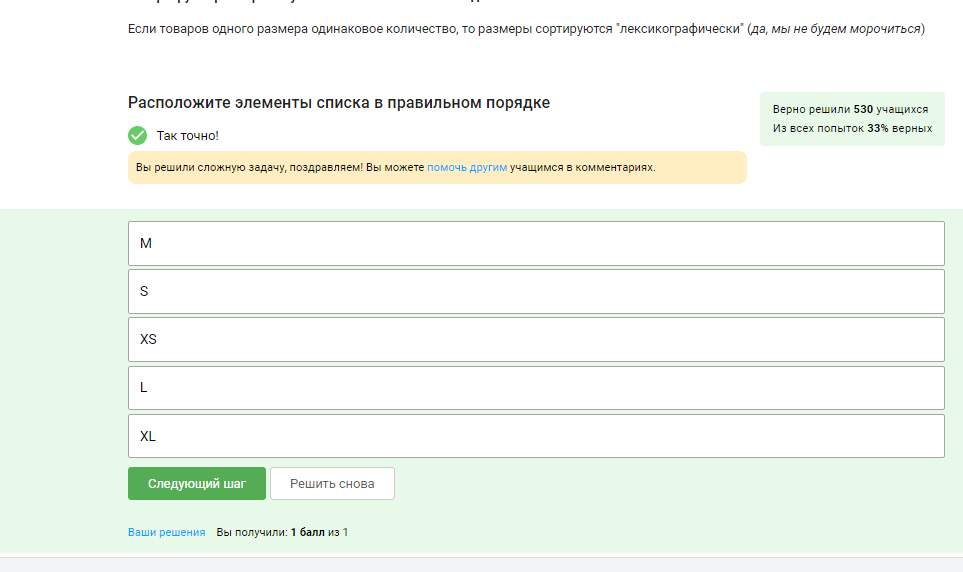 Если товаров одного размера одинаковое количество, то размеры сортируются "лексикографически" (да, мы не будем морочиться)
Расположите элементы списка в правильном порядке
Верно решили 530 учащихся
Из всех попыток 33% верных
Так точно!
Вы решили сложную задачу, поздравляем! Вы можете помочь другим учащимся в комментариях.
M
S
XS
L
XL
Следующий шаг
Решить снова
Ваши решения Вы получили: 1 балл из 1